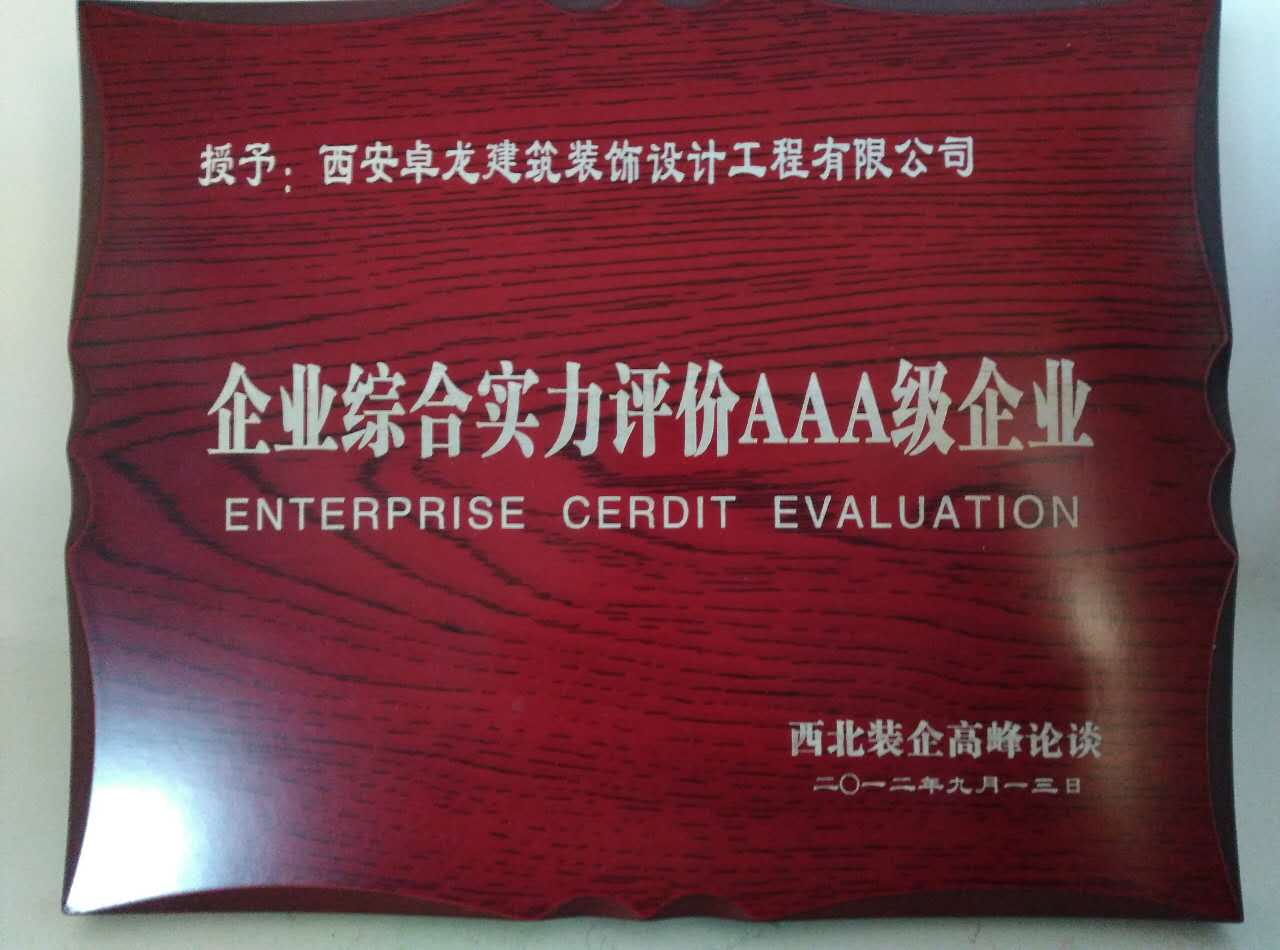 授予：西安卓龙建筑装饰设计工程有限公司
企业综合实力评价AAA级企业
ENTERPRISE CERDIT EVALUATION
西北装企高峰论谈
二〇一二年九月一三日